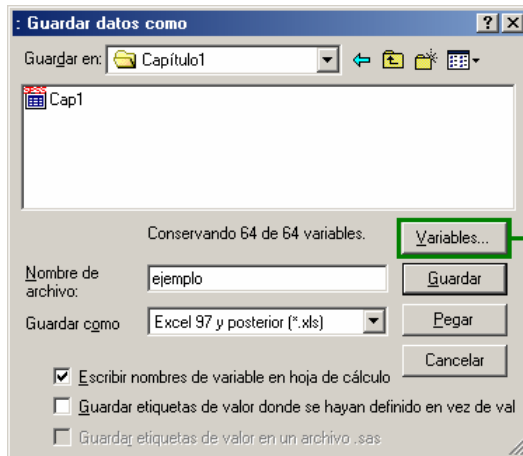 : Guardar datos como
Guardar en: Capítulo1
Cap1
Conservando 64 de 64 variables.
Variables...
Nombre de archivo: ejemplo
Guardar
Guardar como Excel 97 y posterior (*.xls)
Pegar
Cancelar
Escribir nombres de variable en hoja de cálculo
Guardar etiquetas de valor donde se hayan definido en vez de val
Guardar etiquetas de valor en un archivo .sas